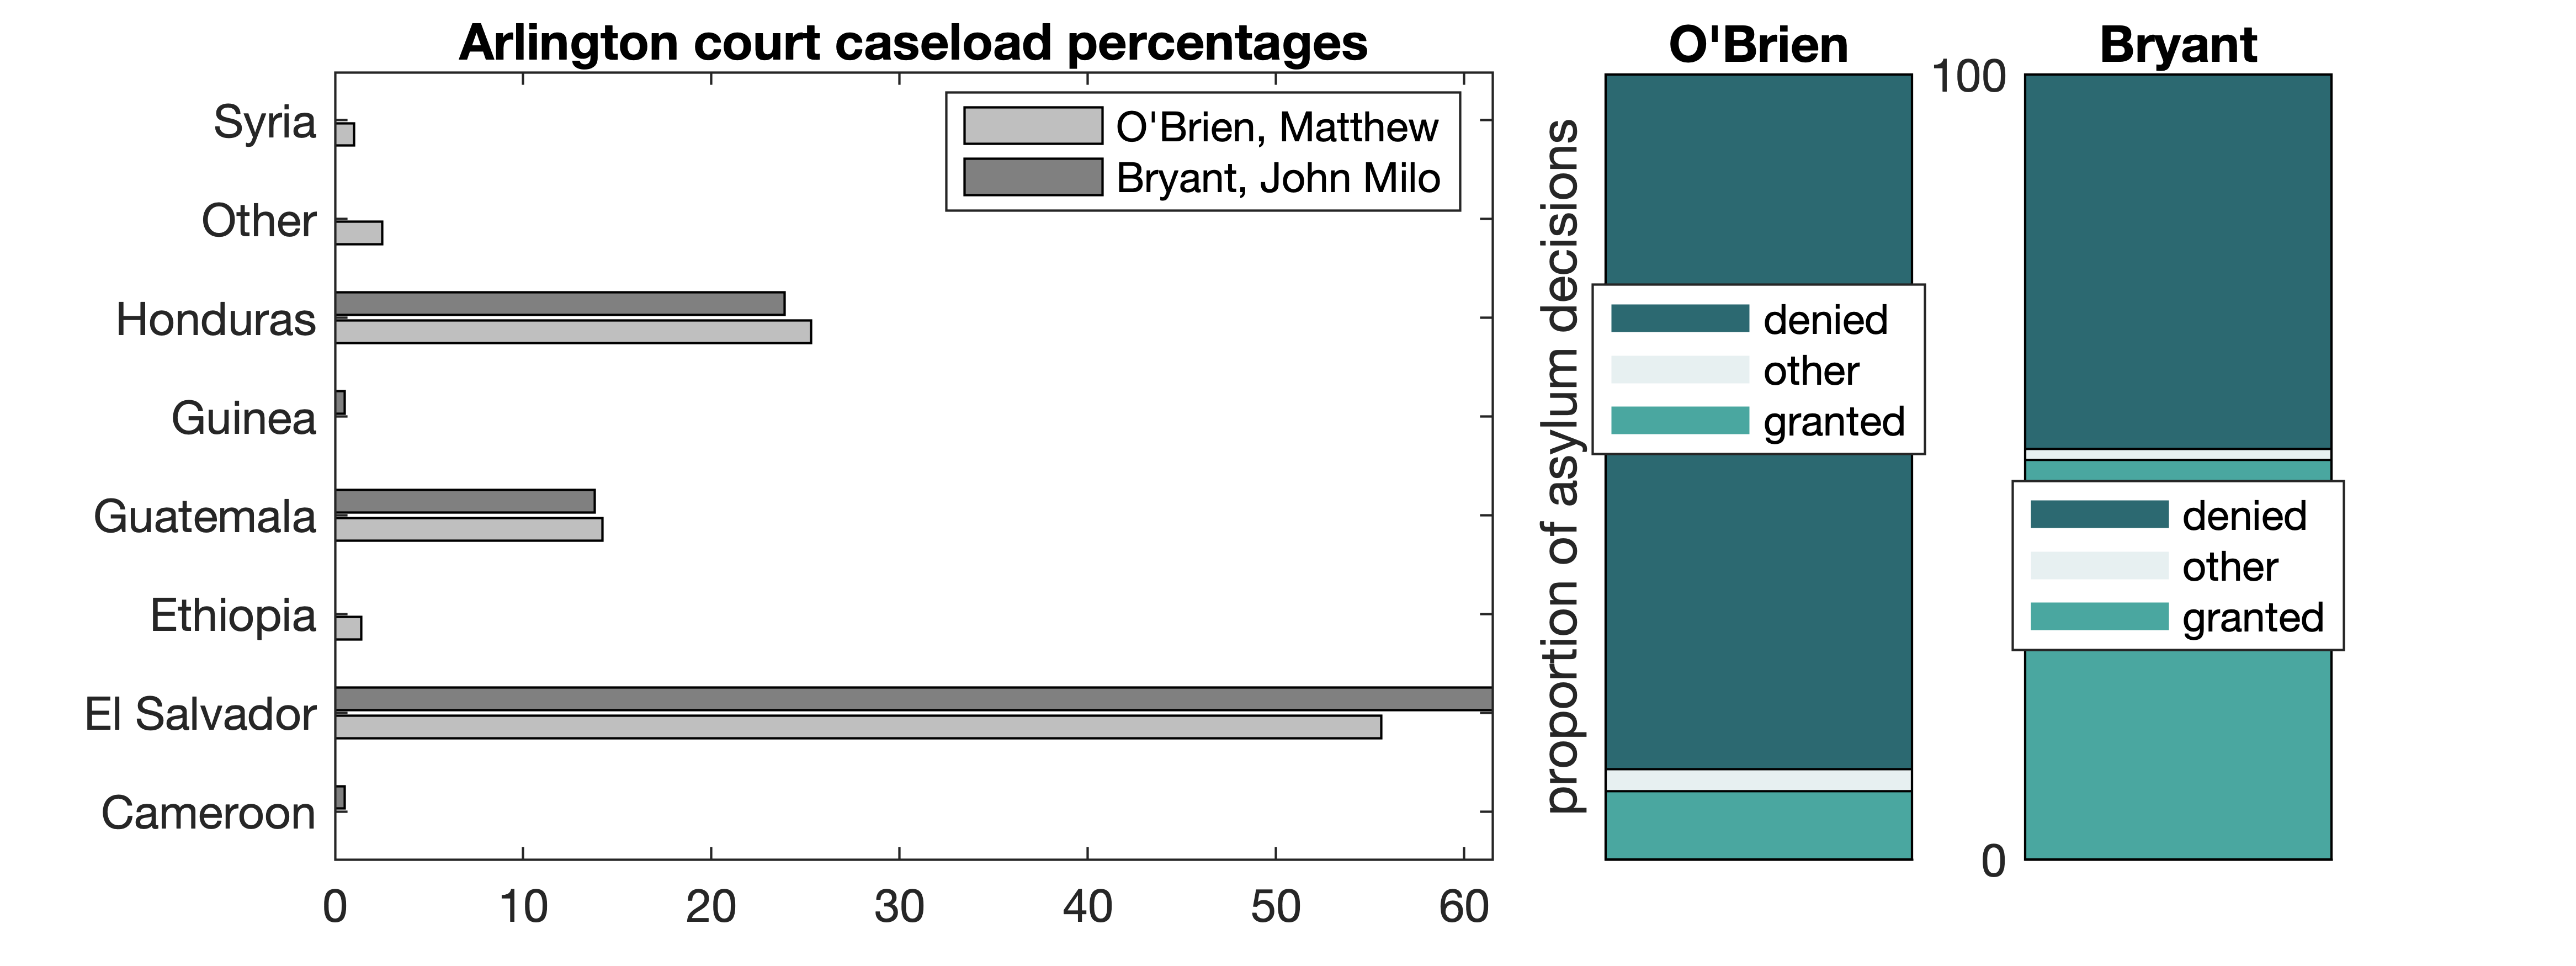 Arlington court caseload percentages
O'Brien, Matthew
Bryant, John Milo
Syria
Other
Honduras
Guinea
Guatemala
Ethiopia
El Salvador
Cameroon
0 10 20 30 40 50 60
proportion of asylum decisions
O'Brien
denied
other
granted
Bryant
100
0
denied
other
granted